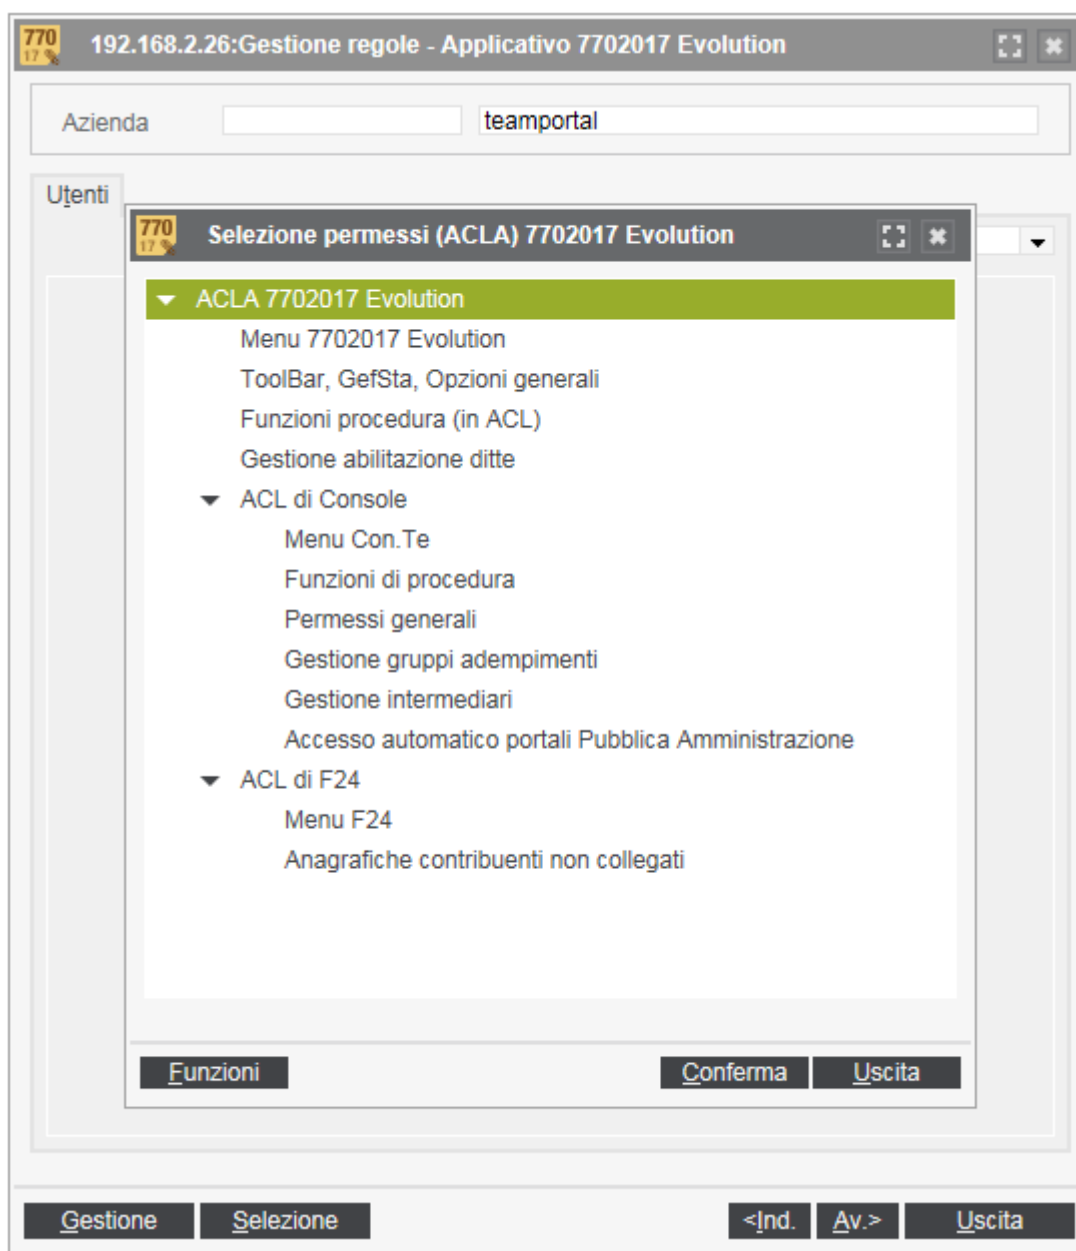 770
17
192.168.2.26:Gestione regole - Applicativo 7702017 Evolution
Azienda
teamportal
Utenti
770
17
Selezione permessi (ACLA) 7702017 Evolution
ACLA 7702017 Evolution
Menu 7702017 Evolution
ToolBar, GefSta, Opzioni generali
Funzioni procedura (in ACL)
Gestione abilitazione ditte
ACL di Console
Menu Con.Te
Funzioni di procedura
Permessi generali
Gestione gruppi adempimenti
Gestione intermediari
Accesso automatico portali Pubblica Amministrazione
ACL di F24
Menu F24
Anagrafiche contribuenti non collegati
Funzioni Conferma Uscita
Gestione Selezione <Ind. Av.> Uscita